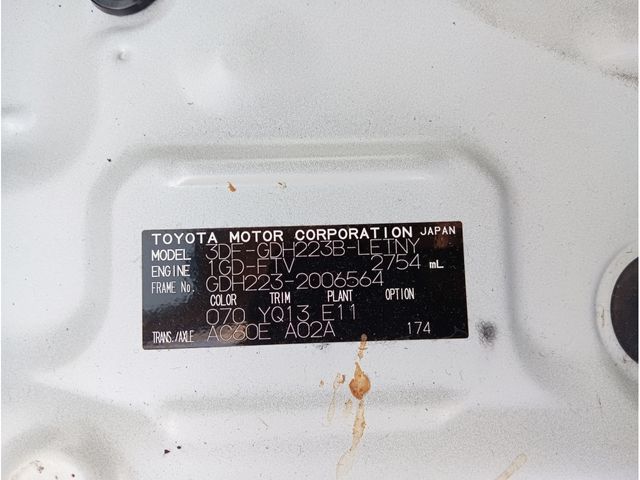 TOYOTA MOTOR CORPORATION JAPAN
MODEL 3DF-GDH223B-LEINY
ENGINE 1GD-FTV 2754 mL
FRAME No. GDH223-2006564
COLOR TRIM PLANT OPTION
070 YQ13 E11
TRANS./AXLE AC60E A02A 174